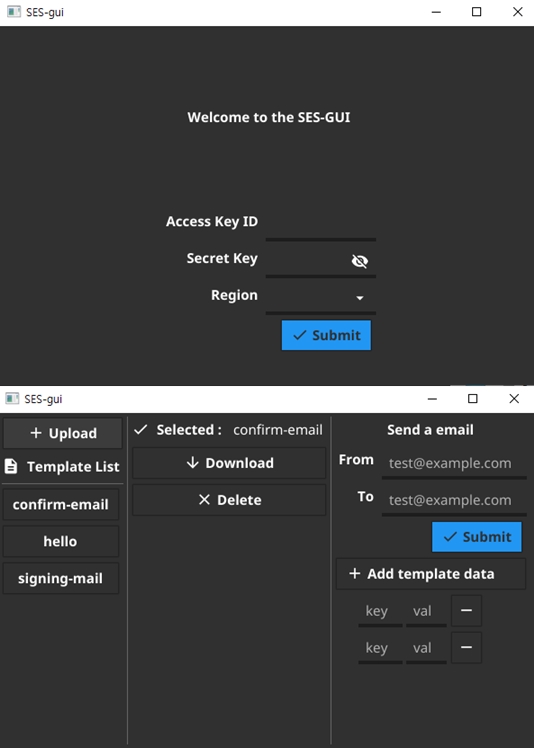 SES-gui
Welcome to the SES-GUI
Access Key ID
Secret Key
Region
Submit
SES-gui
Upload
Template List
confirm-email
hello
signing-mail
Selected : confirm-email
Download
Delete
Send a email
From test@example.com
To test@example.com
Submit
Add template data
key val
key val